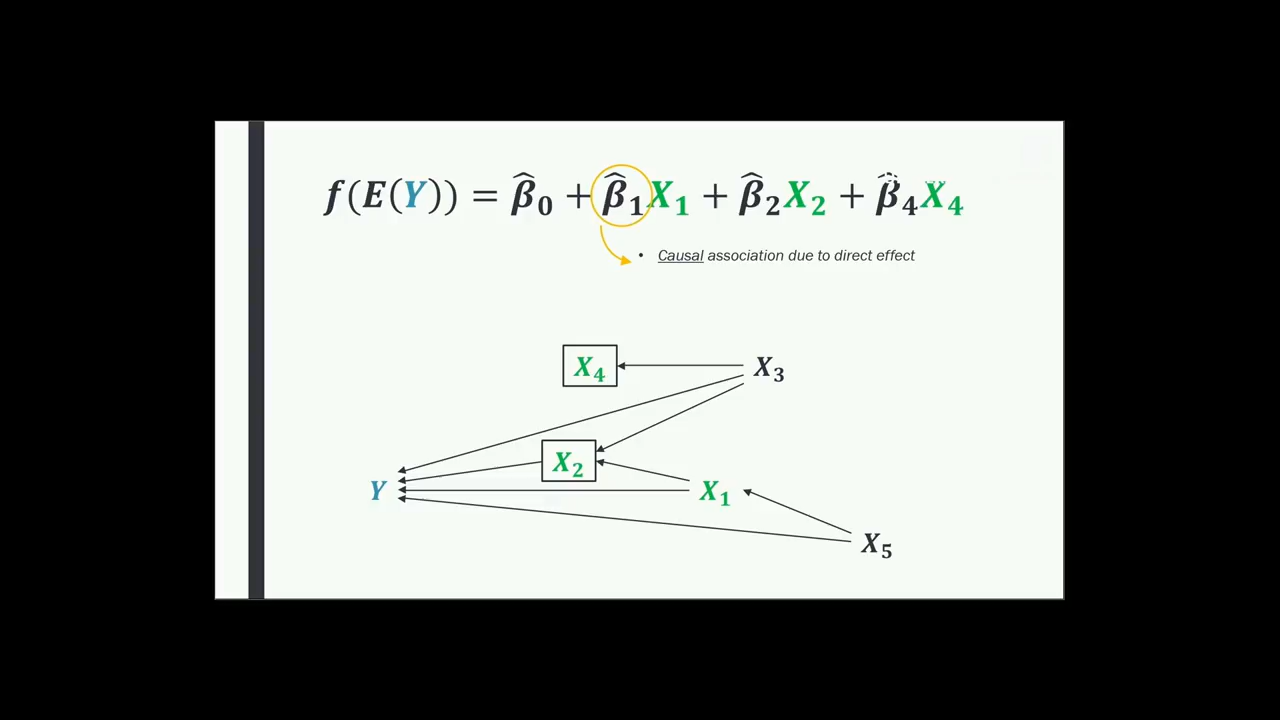 f(E(Y)) = β̂₀ + β̂₁X₁ + β̂₂X₂ + β̂₄X₄
• Causal association due to direct effect
X₄
X₃
X₂
Y
X₁
X₅